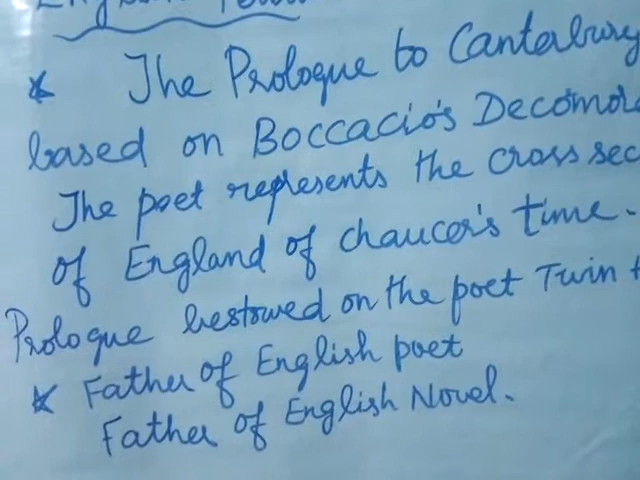 * The Prologue to Canterbury
based on Boccacio's
The poet represents the cross sec
of England of chaucer's time.
Prologue bestowed on the poet Twin t
* Father of English poet
Father of English Novel.